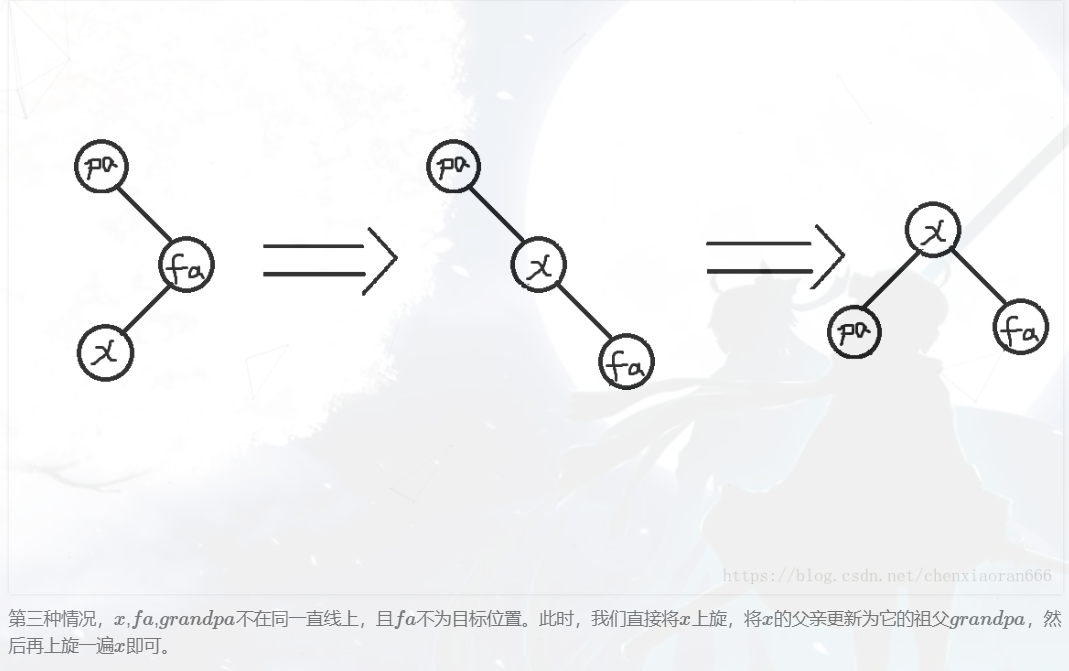 pa
pa
x
fa
x
fa
x
pa
fa
fa
https://blog.csdn.net/chenxiaoran666
第三种情况，x,fa,grandpa不在同一直线上，且fa不为目标位置。此时，我们直接将x上旋，将x的父亲更新为它的祖父grandpa，然
后再上旋一遍x即可。